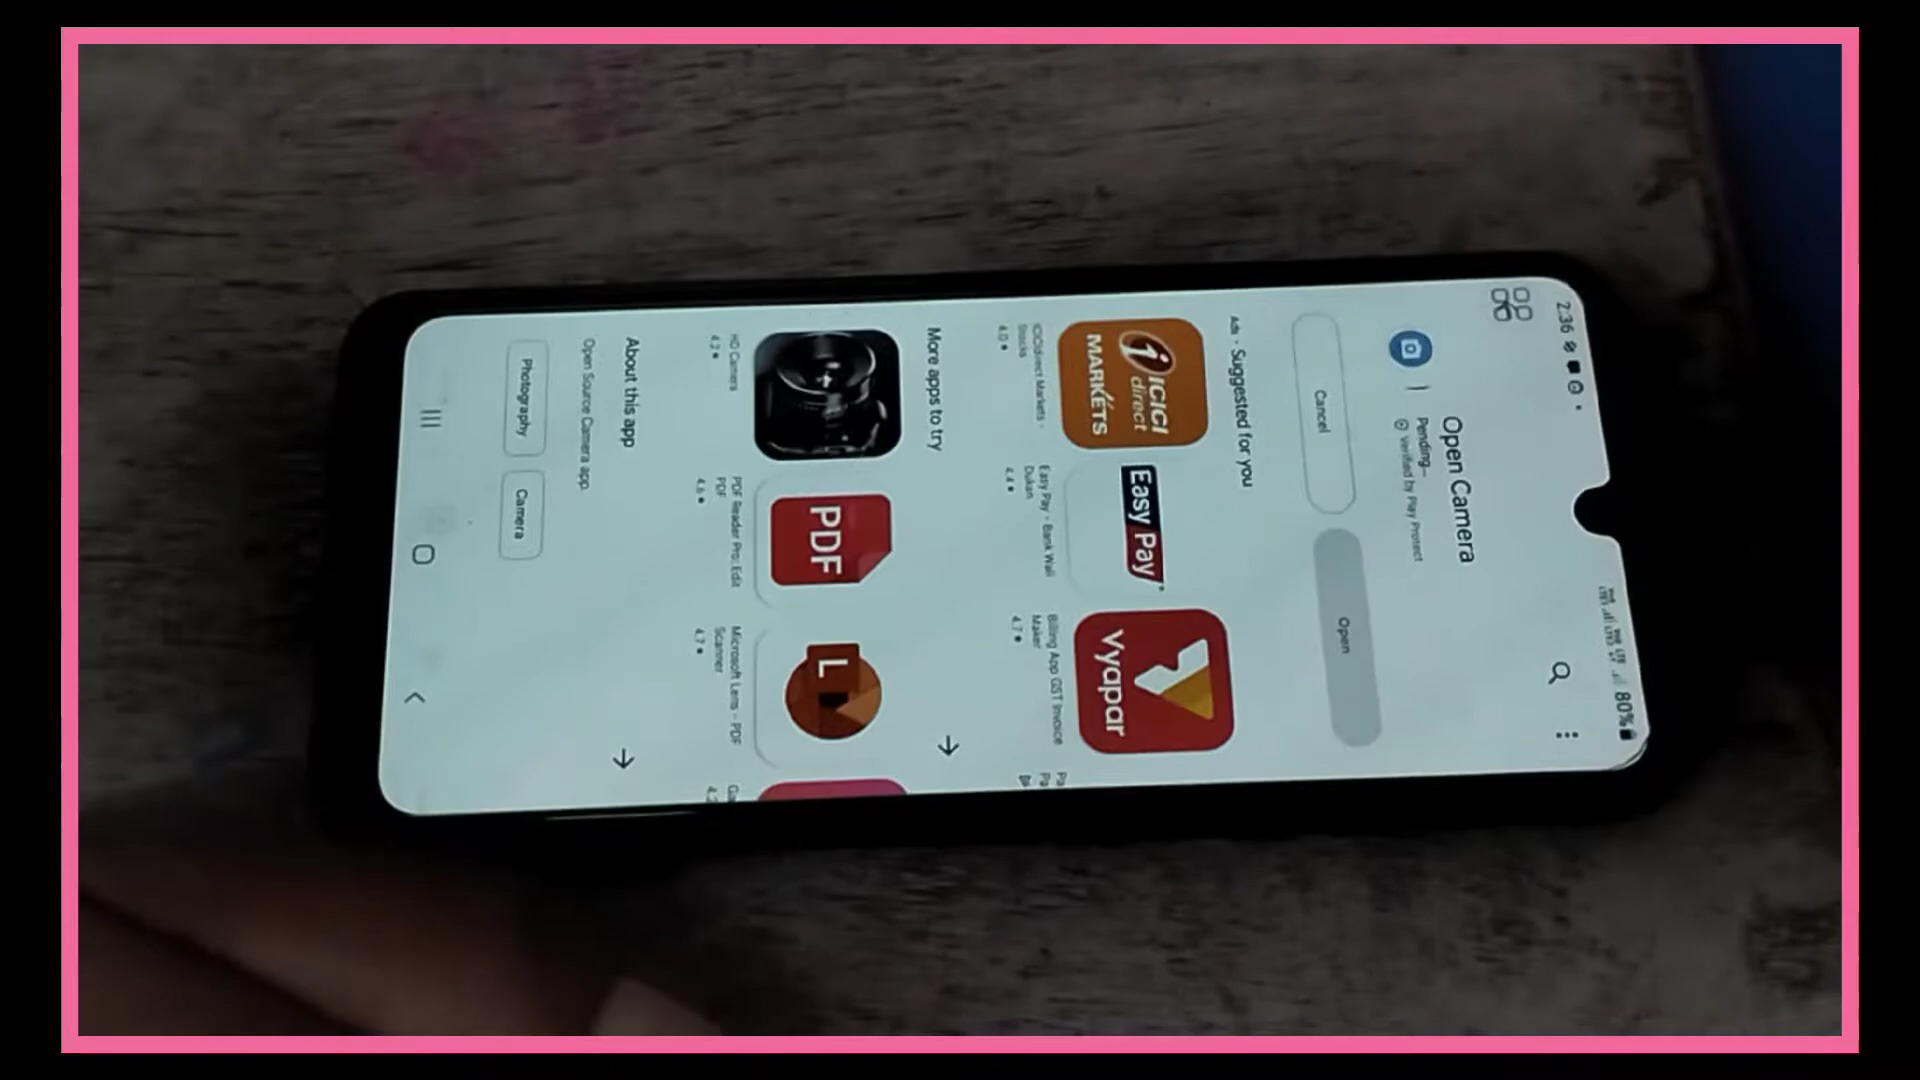 2:36
80%
Open Camera
Pending...
Verified by Play Protect
Cancel
Open
Ads · Suggested for you
ICICI
direct
MARKETS
Easy Pay
Vyapar
ICICIdirect Markets -
Stocks
4.0
Easy Pay - Bank Wali
Dukan
4.4
Billing App GST Invoice
Maker
4.7
More apps to try
PDF
L
HD Camera
4.2
PDF Reader Pro: Edit
PDF
4.6
Microsoft Lens - PDF
Scanner
4.7
About this app
Open Source Camera app.
Photography
Camera